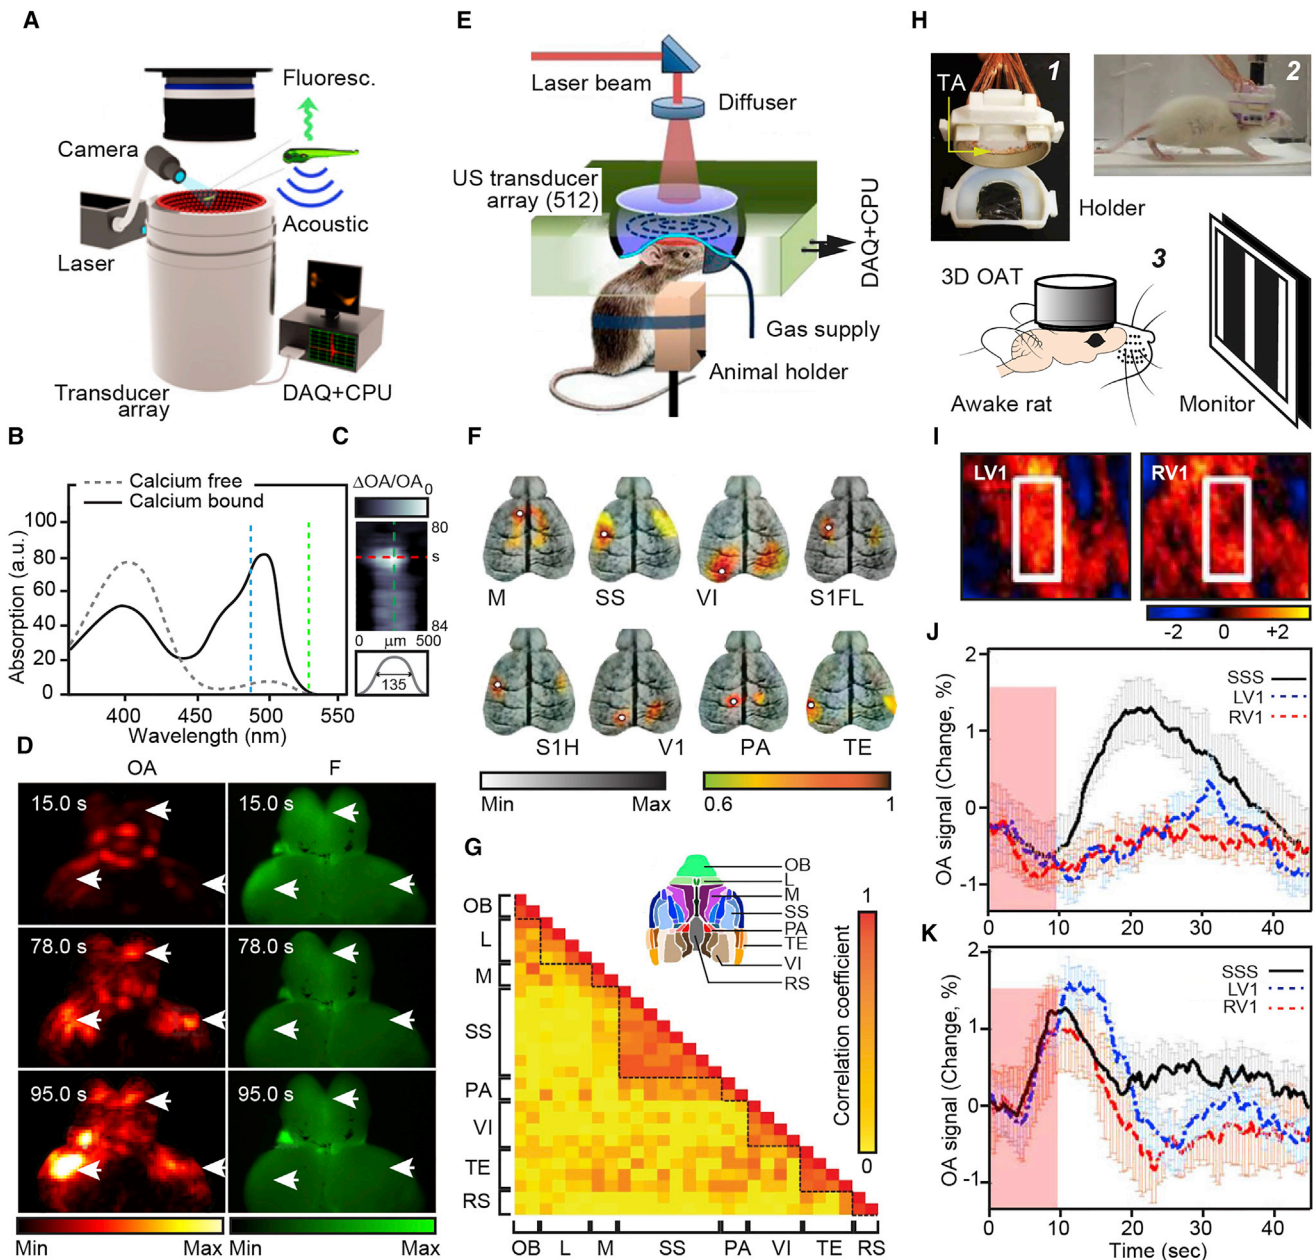 A
Fluoresc.
Camera
Acoustic
Laser
Transducer
array
DAQ+CPU
E
Laser beam
Diffuser
US transducer
array (512)
DAQ+CPU
Gas supply
Animal holder
H
1
TA
2
Holder
3
3D OAT
Awake rat
Monitor
B
Calcium free
Calcium bound
Absorption (a.u.)
100
80
60
40
20
0
400
450
500
550
Wavelength (nm)
C
ΔOA/OA
0
80
s
84
0
µm
500
135
D
OA
F
15.0 s
15.0 s
78.0 s
78.0 s
95.0 s
95.0 s
Min
Max
Min
Max
F
M
SS
VI
S1FL
S1H
V1
PA
TE
Min
Max
0.6
1
G
OB
L
M
SS
PA
TE
VI
RS
1
Correlation coefficient
0
OB
L
M
SS
PA
VI
TE
RS
OB
L
M
SS
PA
VI
TE
RS
I
LV1
RV1
-2
0
+2
J
SSS
LV1
RV1
OA signal (Change, %)
2
1
0
-1
0
10
20
30
40
K
SSS
LV1
RV1
OA signal (Change, %)
2
1
0
-1
0
10
20
30
40
Time (sec)